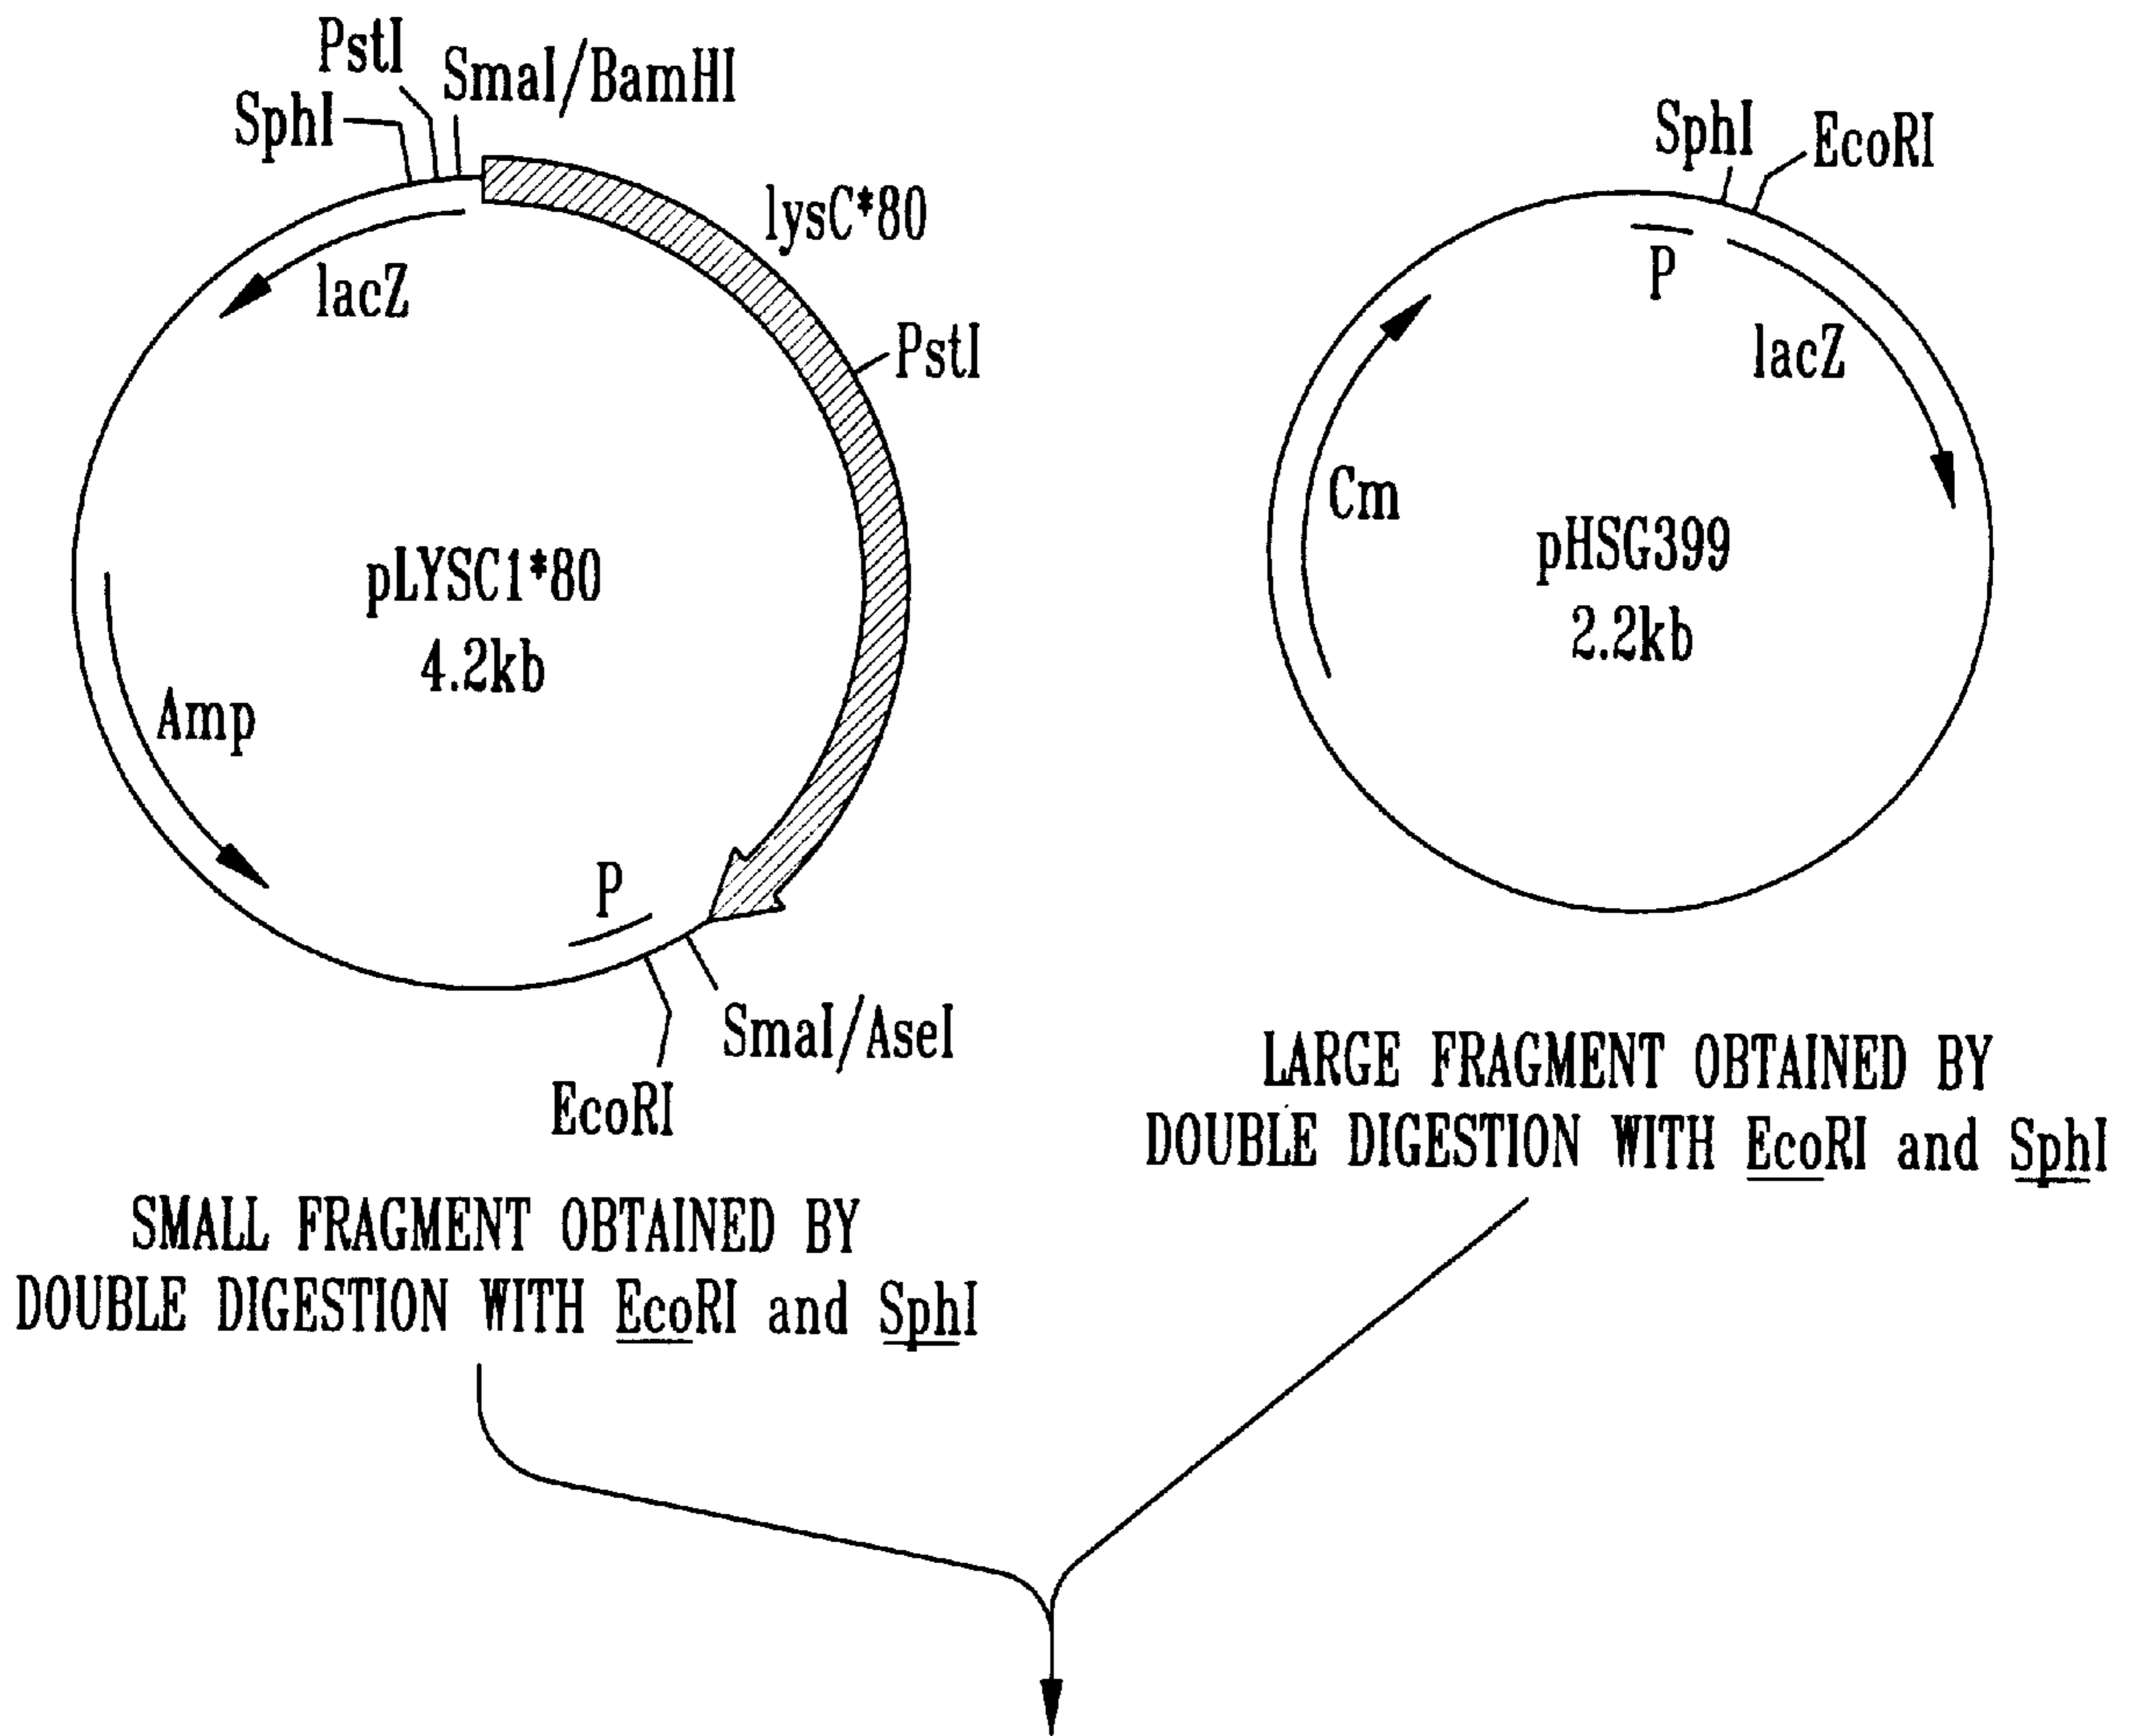 PstI
SmaI/BamHI
SphI
lysC*80
lacZ
PstI
pLYSC1*80
4.2kb
Amp
P
SmaI/AseI
EcoRI
SMALL FRAGMENT OBTAINED BY
DOUBLE DIGESTION WITH EcoRI and SphI
SphI
EcoRI
P
lacZ
Cm
pHSG399
2.2kb
LARGE FRAGMENT OBTAINED BY
DOUBLE DIGESTION WITH EcoRI and SphI